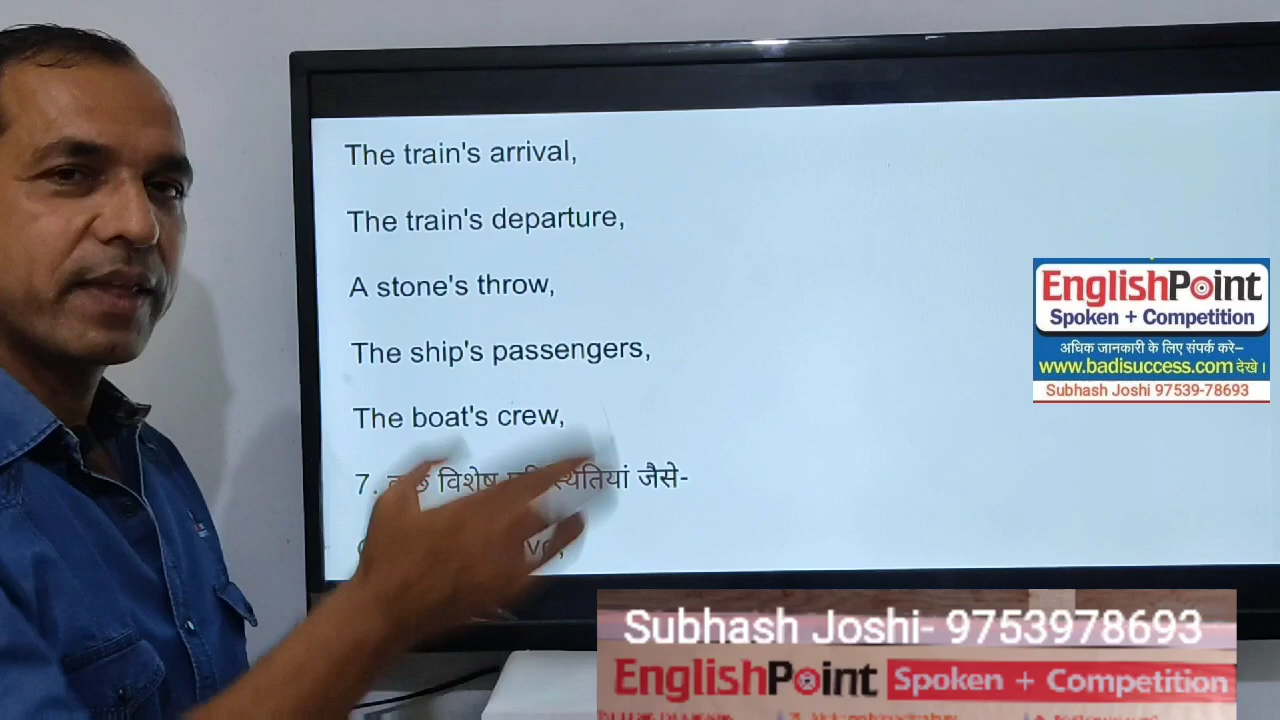 The train's arrival,
The train's departure,
A stone's throw,
The ship's passengers,
The boat's crew,
7. कुछ विशेष परिस्थितियां जैसे-
EnglishPoint
Spoken + Competition
अधिक जानकारी के लिए संपर्क करे–
www.badisuccess.com देखे।
Subhash Joshi 97539-78693
Subhash Joshi- 9753978693
EnglishPoint Spoken + Competition